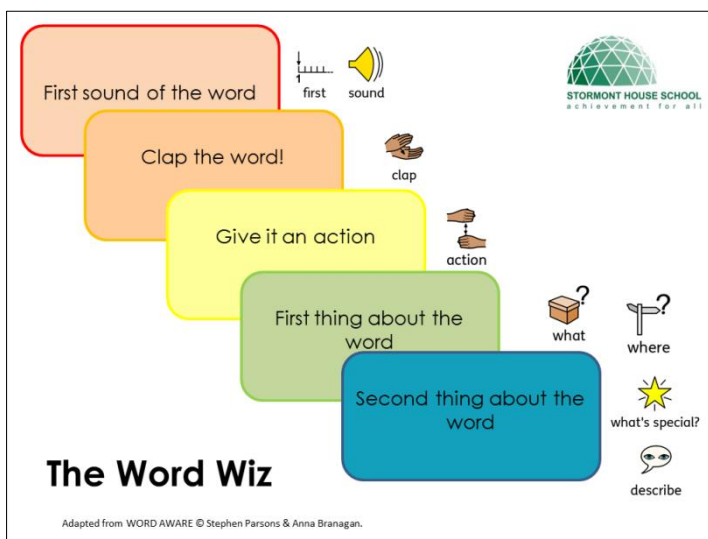 First sound of the word
1
first
sound
STORMONT HOUSE SCHOOL
achievement for all
Clap the word!
clap
Give it an action
action
First thing about the
word
?
what
?
where
Second thing about the
word
what's special?
describe
The Word Wiz
Adapted from WORD AWARE © Stephen Parsons & Anna Branagan.